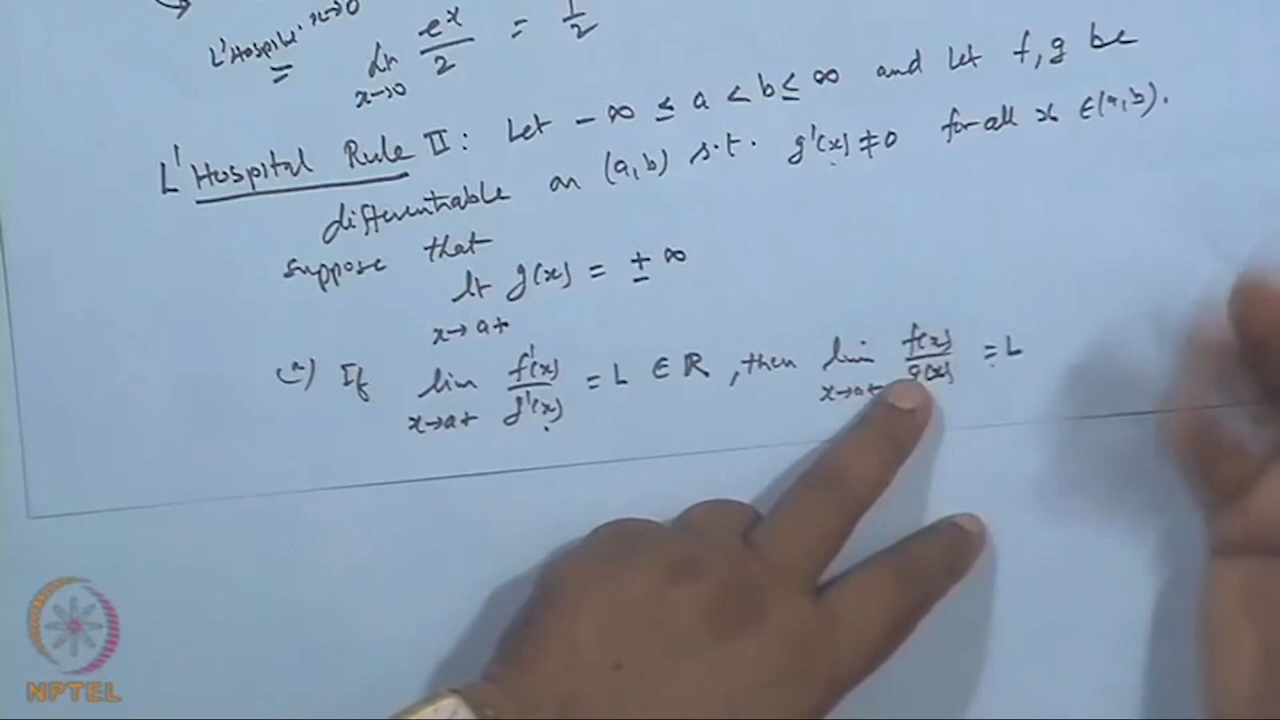 L'Hospital x→0
= lim x→0 e^x/2 = 1/2
L'Hospital Rule II: Let -∞ ≤ a < b ≤ ∞ and let f, g be
differentiable on (a,b) s.t. g'(x) ≠ 0 for all x ∈ (a,b).
suppose that
lt x→a+ g(x) = ± ∞
(a) If lim x→a+ f'(x)/g'(x) = L ∈ ℝ, then lim x→a+ f(x)/g(x) = L
NPTEL